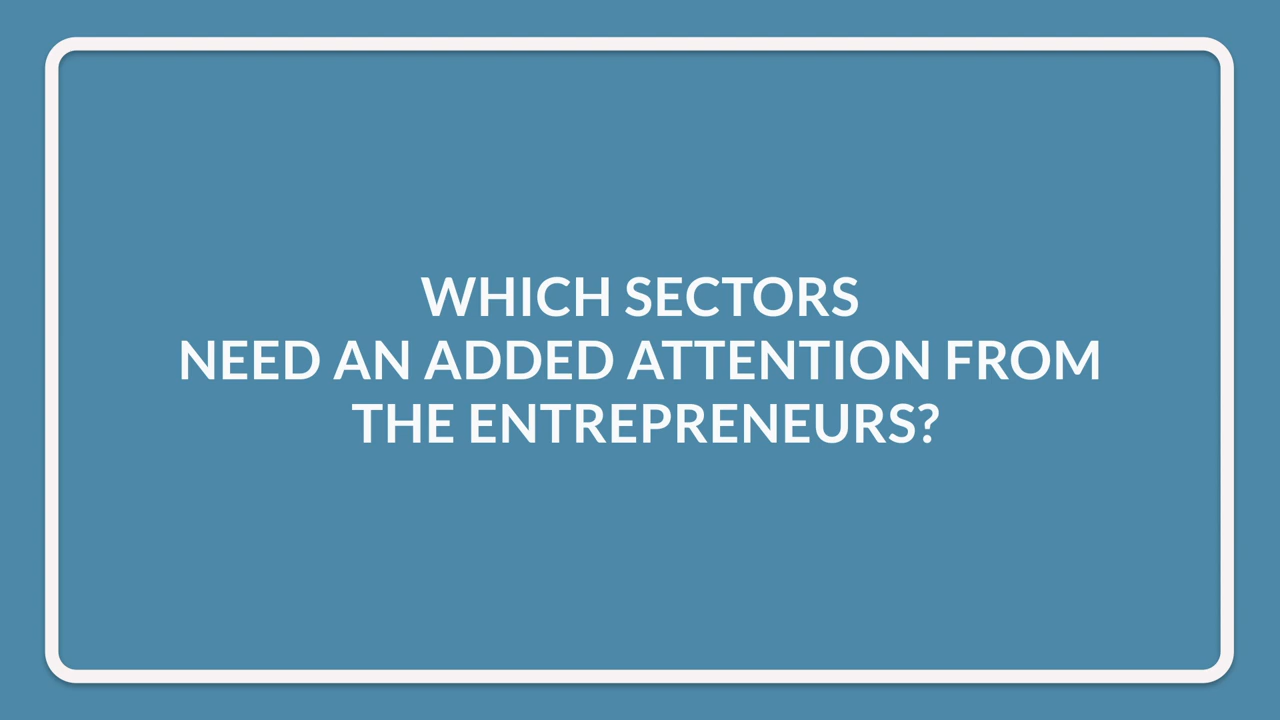 WHICH SECTORS
NEED AN ADDED ATTENTION FROM
THE ENTREPRENEURS?